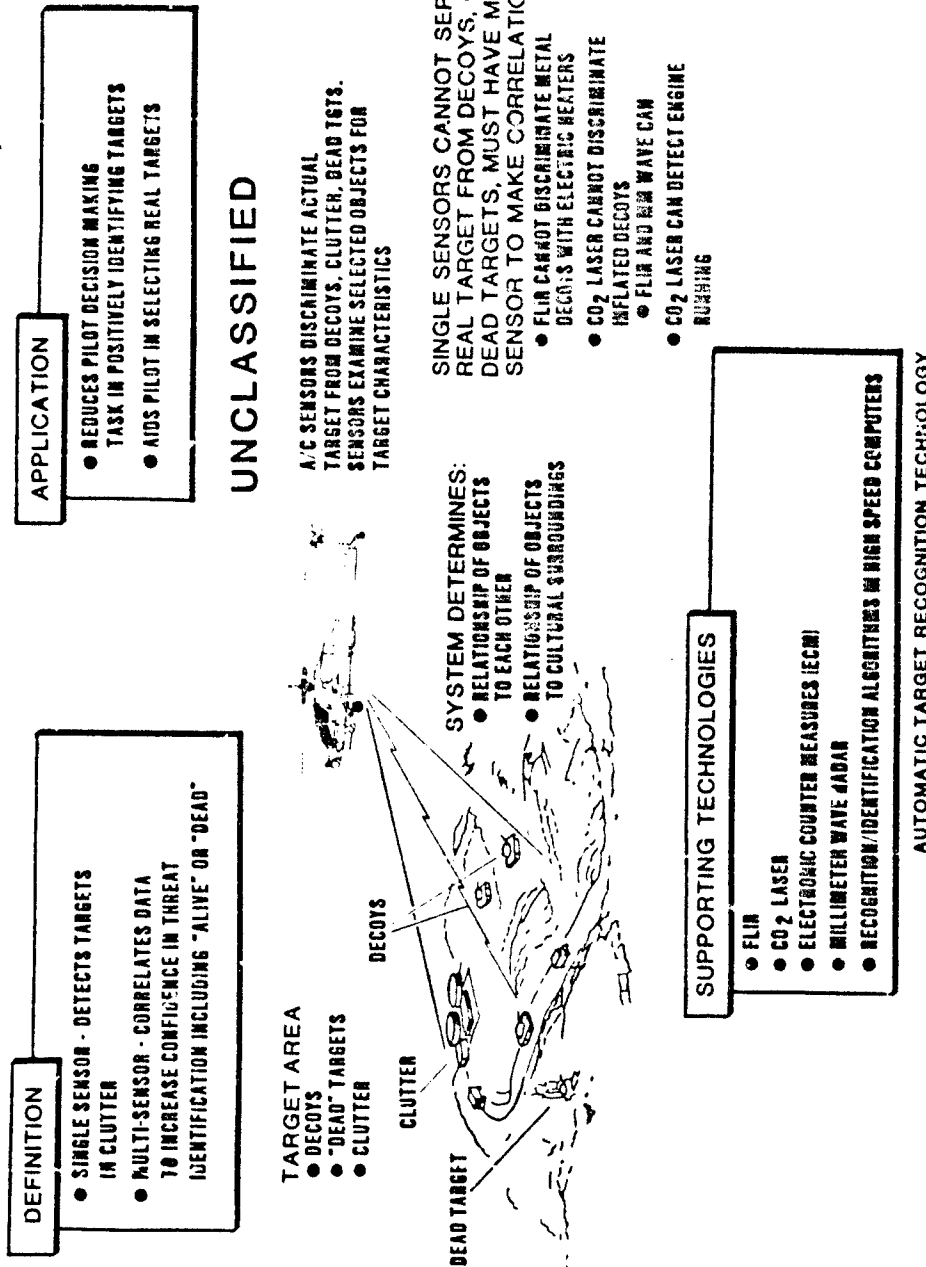 DEFINITION
● SINGLE SENSOR - DETECTS TARGETS
IN CLUTTER
● MULTI-SENSOR - CORRELATES DATA
TO INCREASE CONFIDENCE IN THREAT
IDENTIFICATION INCLUDING "ALIVE" OR "DEAD"
APPLICATION
● REDUCES PILOT DECISION MAKING
TASK IN POSITIVELY IDENTIFYING TARGETS
● AIDS PILOT IN SELECTING REAL TARGETS
UNCLASSIFIED
TARGET AREA
● DECOYS
● "DEAD" TARGETS
● CLUTTER
CLUTTER
DECOYS
DEAD TARGET
A/C SENSORS DISCRIMINATE ACTUAL
TARGET FROM DECOYS, CLUTTER, DEAD TGTS.
SENSORS EXAMINE SELECTED OBJECTS FOR
TARGET CHARACTERISTICS
SYSTEM DETERMINES:
● RELATIONSHIP OF OBJECTS
TO EACH OTHER
● RELATIONSHIP OF OBJECTS
TO CULTURAL SURROUNDINGS
SINGLE SENSORS CANNOT SEP
REAL TARGET FROM DECOYS,
DEAD TARGETS, MUST HAVE M
SENSOR TO MAKE CORRELATIO
● FLIR CANNOT DISCRIMINATE METAL
DECOYS WITH ELECTRIC HEATERS
● CO2 LASER CANNOT DISCRIMINATE
INFLATED DECOYS
● FLIR AND MM WAVE CAN
● CO2 LASER CAN DETECT ENGINE
RUNNING
SUPPORTING TECHNOLOGIES
● FLIR
● CO2 LASER
● ELECTRONIC COUNTER MEASURES (ECM)
● MILLIMETER WAVE RADAR
● RECOGNITION/IDENTIFICATION ALGORITHMS IN HIGH SPEED COMPUTERS
AUTOMATIC TARGET RECOGNITION TECHNOLOGY